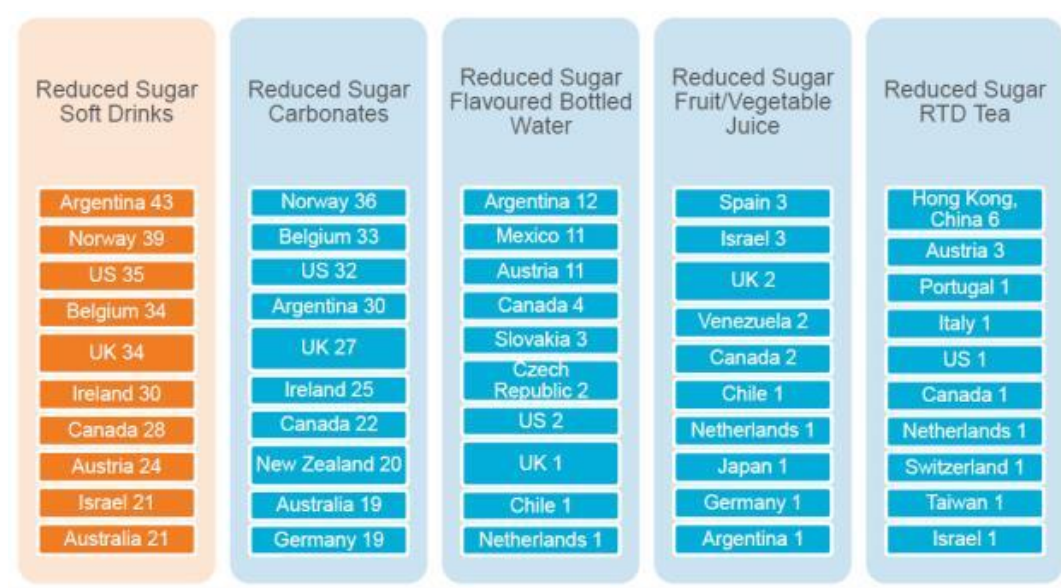 Reduced Sugar
Soft Drinks
Argentina 43
Norway 39
US 35
Belgium 34
UK 34
Ireland 30
Canada 28
Austria 24
Israel 21
Australia 21
Reduced Sugar
Carbonates
Norway 36
Belgium 33
US 32
Argentina 30
UK 27
Ireland 25
Canada 22
New Zealand 20
Australia 19
Germany 19
Reduced Sugar
Flavoured Bottled
Water
Argentina 12
Mexico 11
Austria 11
Canada 4
Slovakia 3
Czech
Republic 2
US 2
UK 1
Chile 1
Netherlands 1
Reduced Sugar
Fruit/Vegetable
Juice
Spain 3
Israel 3
UK 2
Venezuela 2
Canada 2
Chile 1
Netherlands 1
Japan 1
Germany 1
Argentina 1
Reduced Sugar
RTD Tea
Hong Kong,
China 6
Austria 3
Portugal 1
Italy 1
US 1
Canada 1
Netherlands 1
Switzerland 1
Taiwan 1
Israel 1